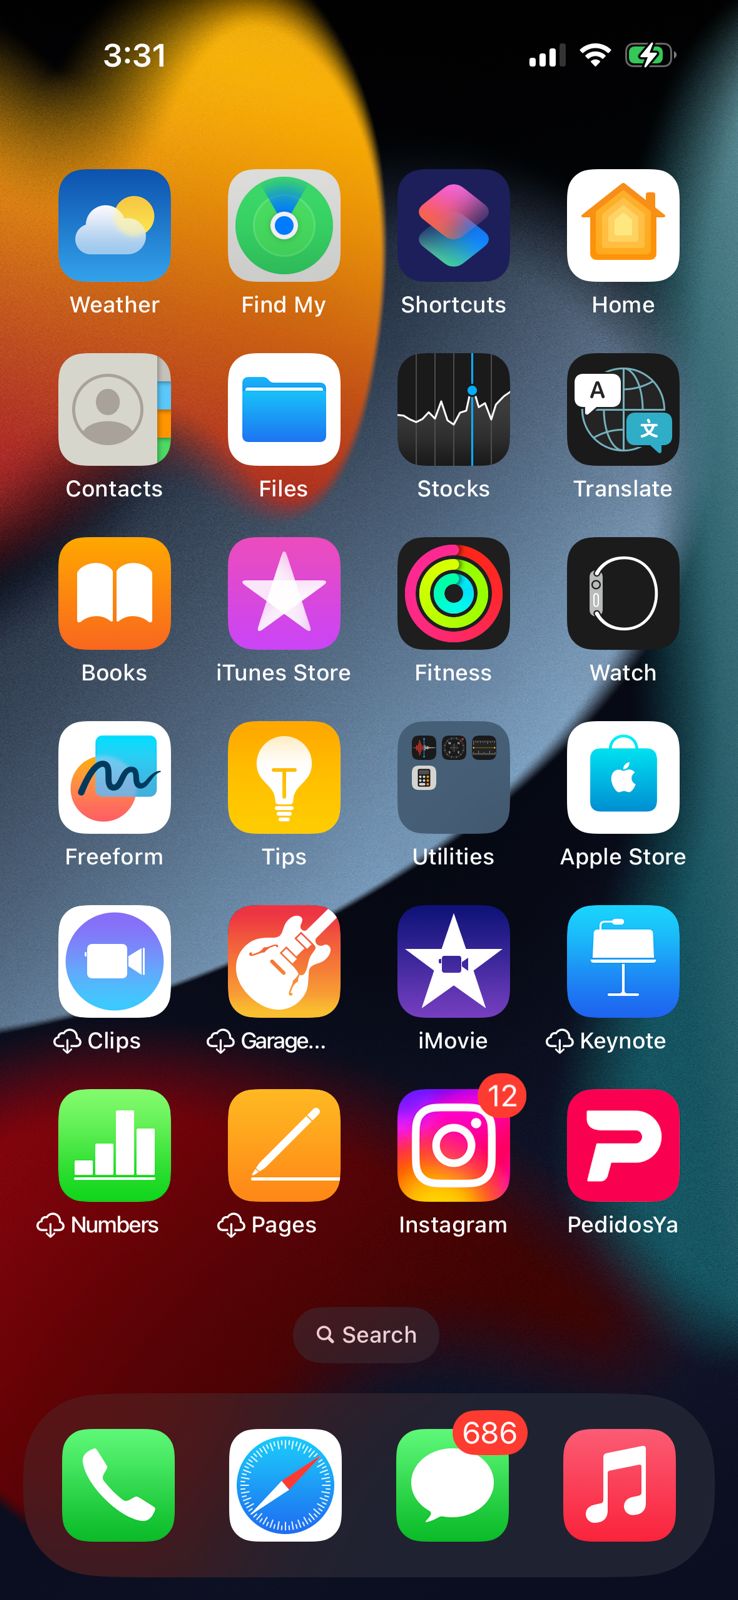 3:31
Weather Find My Shortcuts Home
A 文
Contacts Files Stocks Translate
Books iTunes Store Fitness Watch
Freeform Tips Utilities Apple Store
Clips Garage... iMovie Keynote
12
Numbers Pages Instagram PedidosYa
Search
686